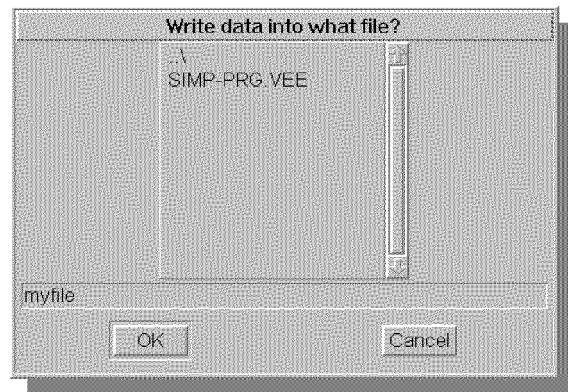 Write data into what file?
..\
SIMP-PRG.VEE
myfile
OK
Cancel